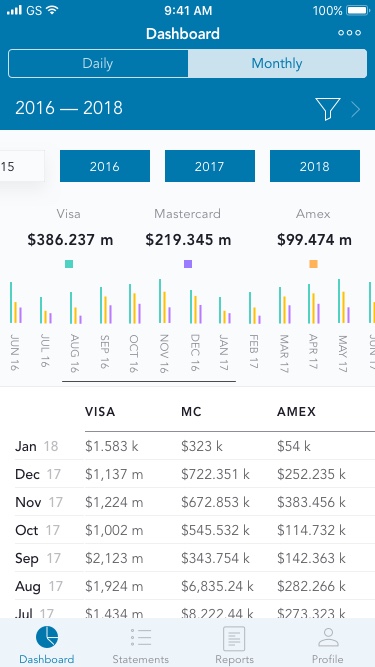 GS 9:41 AM 100%
Dashboard
Daily Monthly
2016 — 2018
15 2016 2017 2018
Visa Mastercard Amex
$386.237 m $219.345 m $99.474 m
JUN 16 JUL 16 AUG 16 SEP 16 OCT 16 NOV 16 DEC 16 JAN 17 FEB 17 MAR 17 APR 17 MAY 17 JUN
VISA MC AMEX
Jan 18 $1.583 k $323 k $54 k
Dec 17 $1,137 m $722.351 k $252.235 k
Nov 17 $1,224 m $672.853 k $383.456 k
Oct 17 $1,002 m $545.532 k $114.732 k
Sep 17 $2,123 m $343.754 k $142.363 k
Aug 17 $1,924 m $6,835.24 k $282.266 k
Jul 17 $1,434 m $8,222.44 k $273,323 k
Dashboard Statements Reports Profile